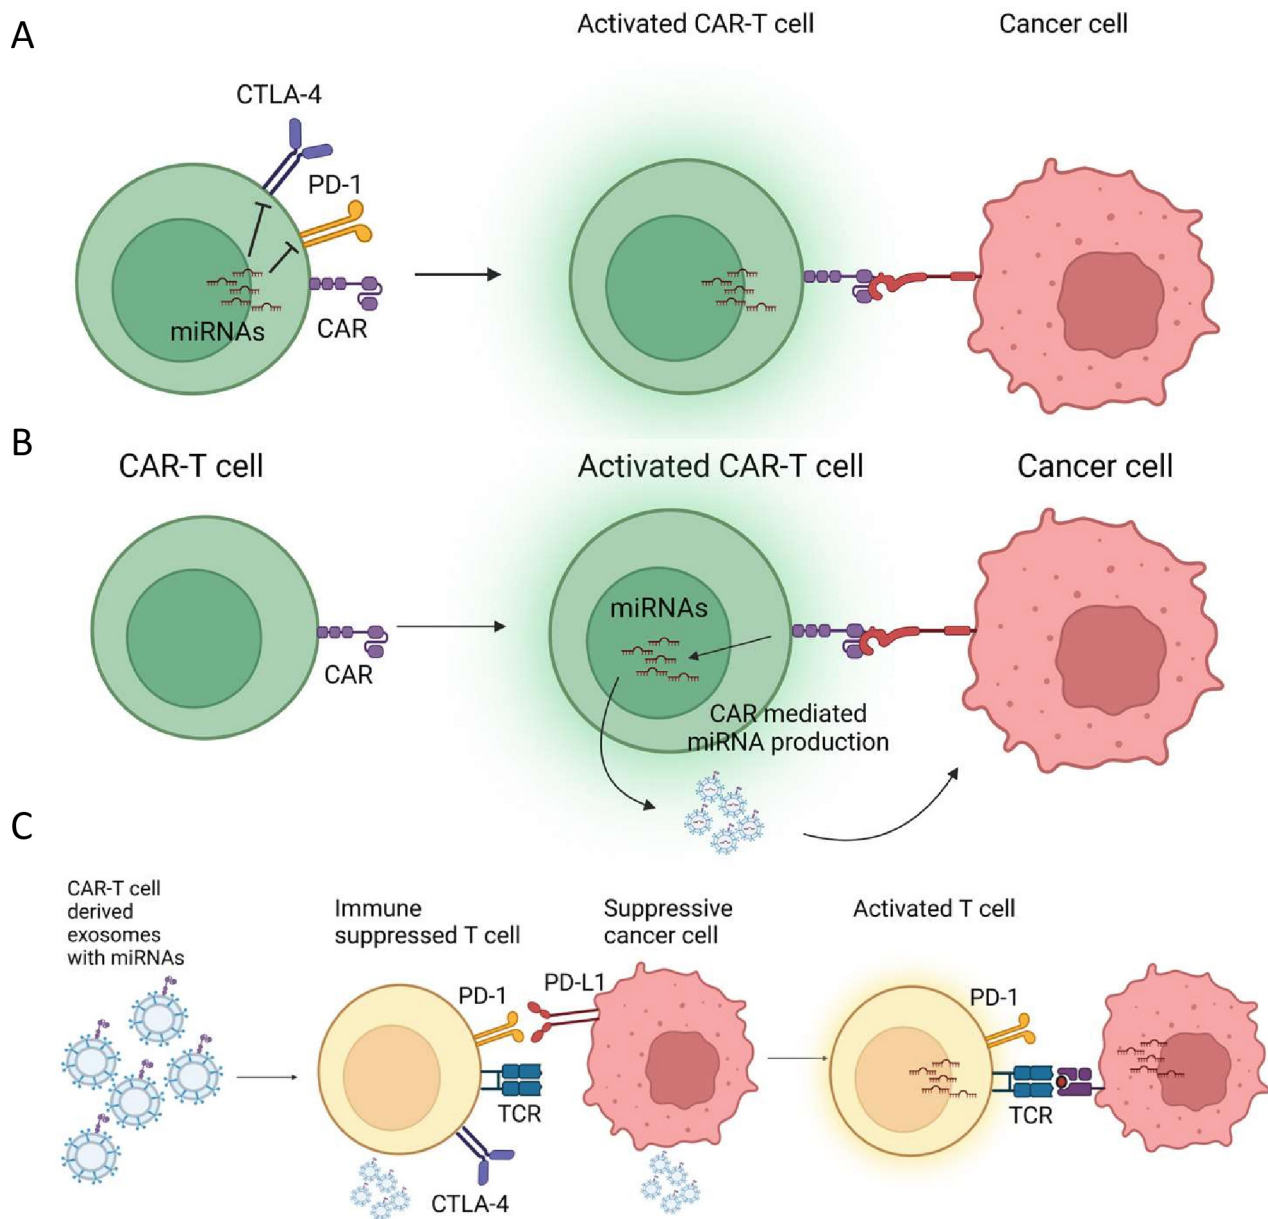 A
Activated CAR-T cell
Cancer cell
CTLA-4
PD-1
miRNAs
CAR
B
CAR-T cell
Activated CAR-T cell
Cancer cell
miRNAs
CAR
CAR mediated
miRNA production
C
CAR-T cell
derived
exosomes
with miRNAs
Immune
suppressed T cell
Suppressive
cancer cell
Activated T cell
PD-1
PD-L1
TCR
CTLA-4
PD-1
TCR